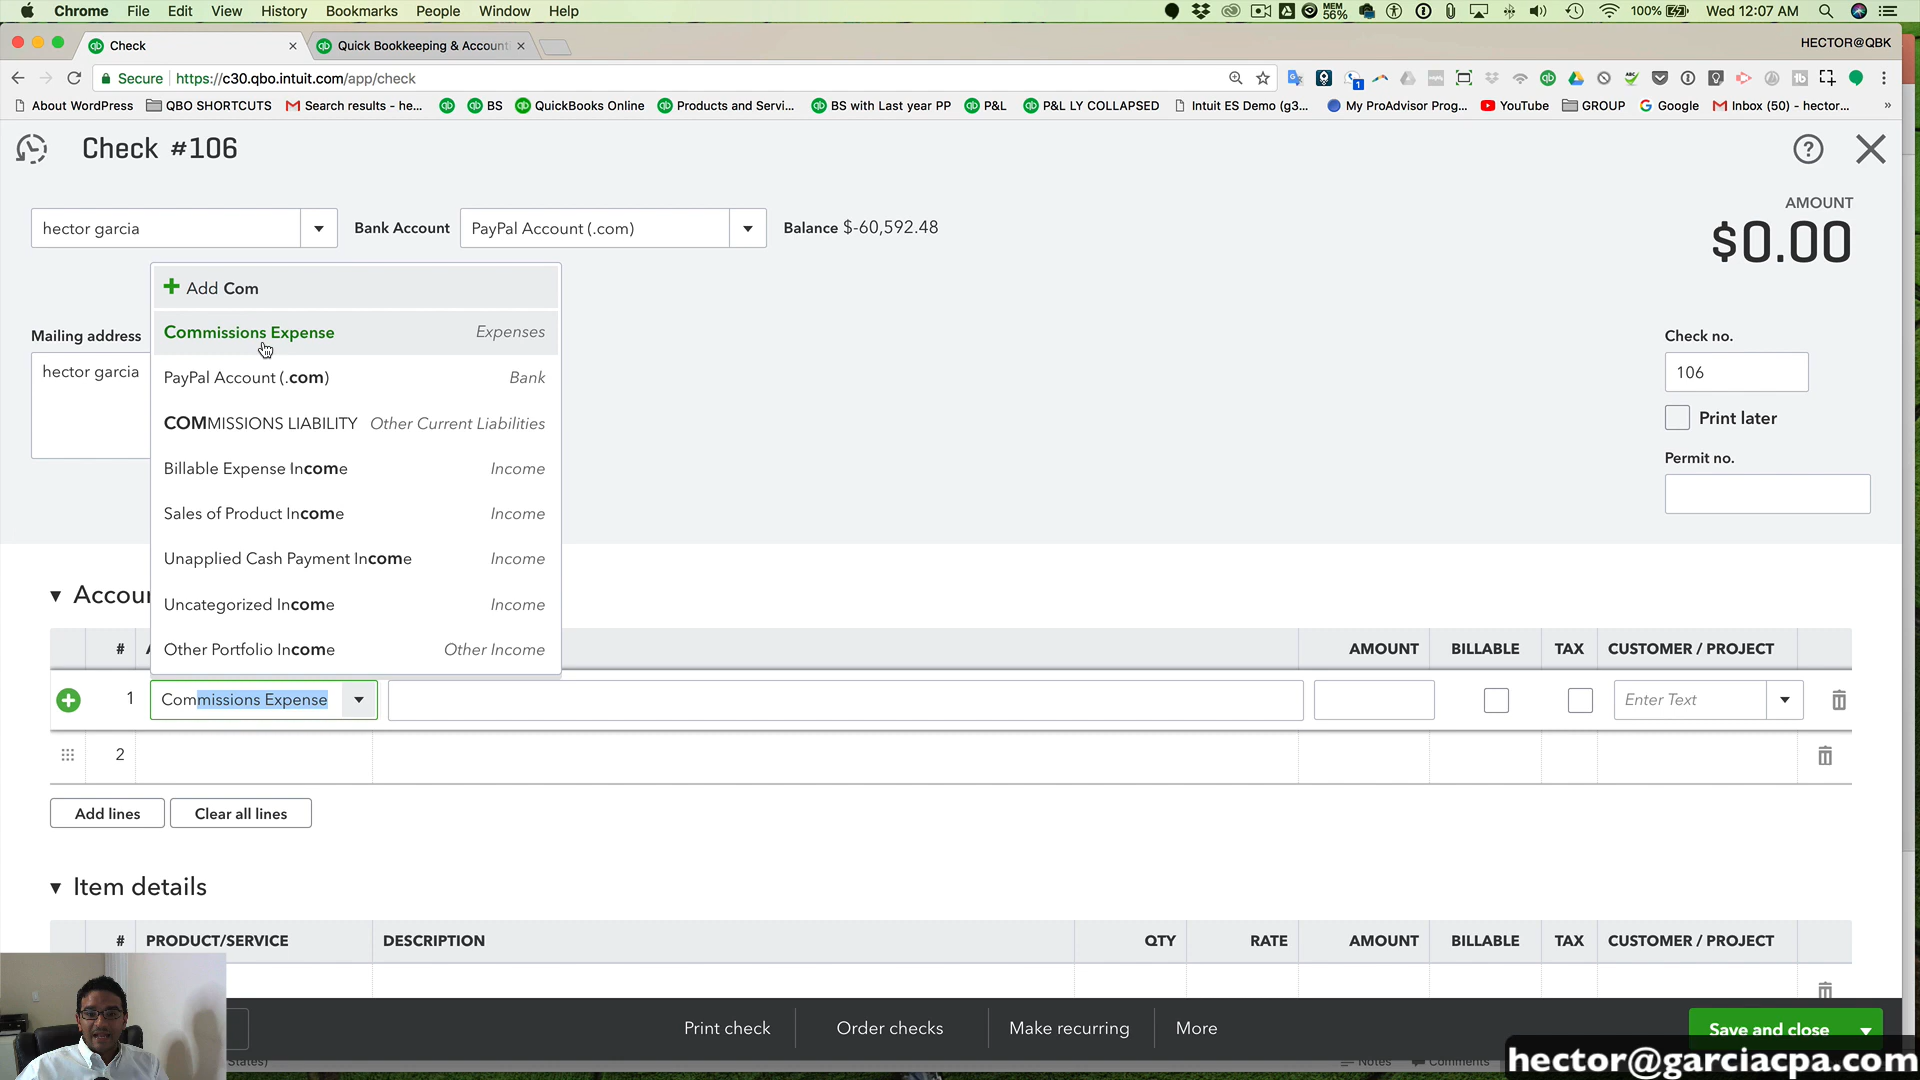 Chrome File Edit View History Bookmarks People Window Help
MEM 56% 100% Wed 12:07 AM
Check
Quick Bookkeeping & Account
HECTOR@QBK
Secure https://c30.qbo.intuit.com/app/check
1
About WordPress QBO SHORTCUTS Search results - he... BS QuickBooks Online Products and Servi... BS with Last year PP P&L P&L LY COLLAPSED Intuit ES Demo (g3... My ProAdvisor Prog... YouTube GROUP Google Inbox (50) - hector... »
Check #106
AMOUNT
hector garcia
Bank Account
PayPal Account (.com)
Balance $-60,592.48
$0.00
Add Com
Commissions Expense Expenses
PayPal Account (.com) Bank
COMMISSIONS LIABILITY Other Current Liabilities
Billable Expense Income Income
Sales of Product Income Income
Unapplied Cash Payment Income Income
Uncategorized Income Income
Other Portfolio Income Other Income
Mailing address
hector garcia
Check no.
106
Print later
Permit no.
Accou
# A AMOUNT BILLABLE TAX CUSTOMER / PROJECT
1 Commissions Expense Enter Text
2
Add lines Clear all lines
Item details
# PRODUCT/SERVICE DESCRIPTION QTY RATE AMOUNT BILLABLE TAX CUSTOMER / PROJECT
Print check Order checks Make recurring More Save and close
States) Notes Comments
hector@garciacpa.com